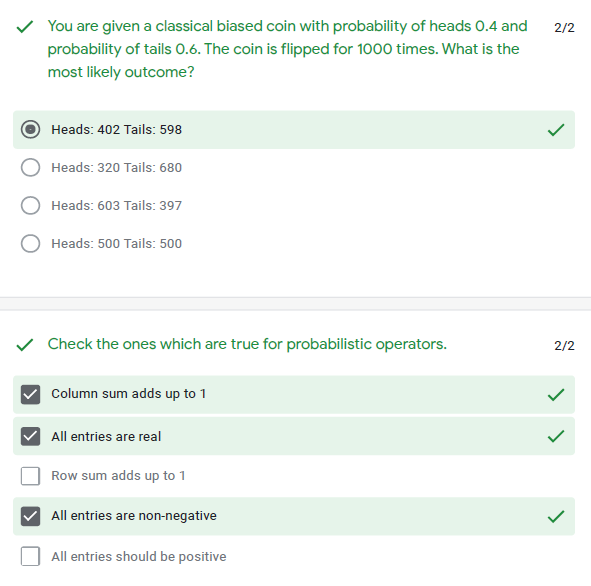 You are given a classical biased coin with probability of heads 0.4 and 2/2
probability of tails 0.6. The coin is flipped for 1000 times. What is the
most likely outcome?
Heads: 402 Tails: 598
Heads: 320 Tails: 680
Heads: 603 Tails: 397
Heads: 500 Tails: 500
Check the ones which are true for probabilistic operators. 2/2
Column sum adds up to 1
All entries are real
Row sum adds up to 1
All entries are non-negative
All entries should be positive